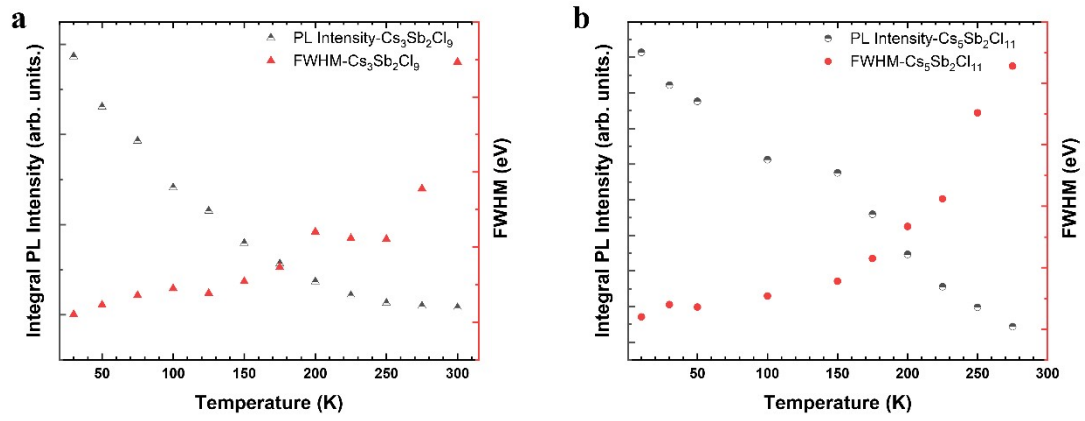 a
Integral PL Intensity (arb. units.)
PL Intensity-Cs₃Sb₂Cl₉
FWHM-Cs₃Sb₂Cl₉
FWHM (eV)
50 100 150 200 250 300
Temperature (K)
b
Integral PL Intensity (arb. units.)
PL Intensity-Cs₅Sb₂Cl₁₁
FWHM-Cs₅Sb₂Cl₁₁
FWHM (eV)
50 100 150 200 250 300
Temperature (K)